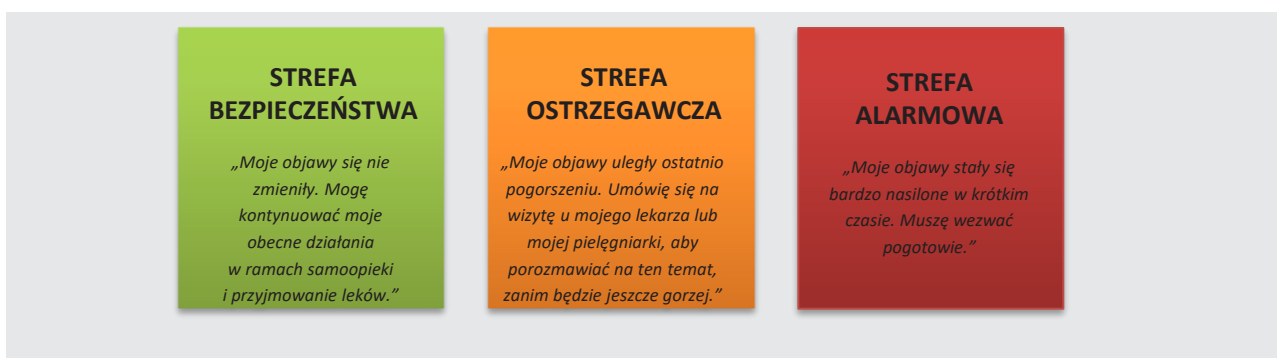 STREFA
BEZPIECZEŃSTWA
„Moje objawy się nie
zmieniły. Mogę
kontynuować moje
obecne działania
w ramach samoopieki
i przyjmowanie leków.”
STREFA
OSTRZEGAWCZA
„Moje objawy uległy ostatnio
pogorszeniu. Umówię się na
wizytę u mojego lekarza lub
mojej pielęgniarki, aby
porozmawiać na ten temat,
zanim będzie jeszcze gorzej.”
STREFA
ALARMOWA
„Moje objawy stały się
bardzo nasilone w krótkim
czasie. Muszę wezwać
pogotowie.”